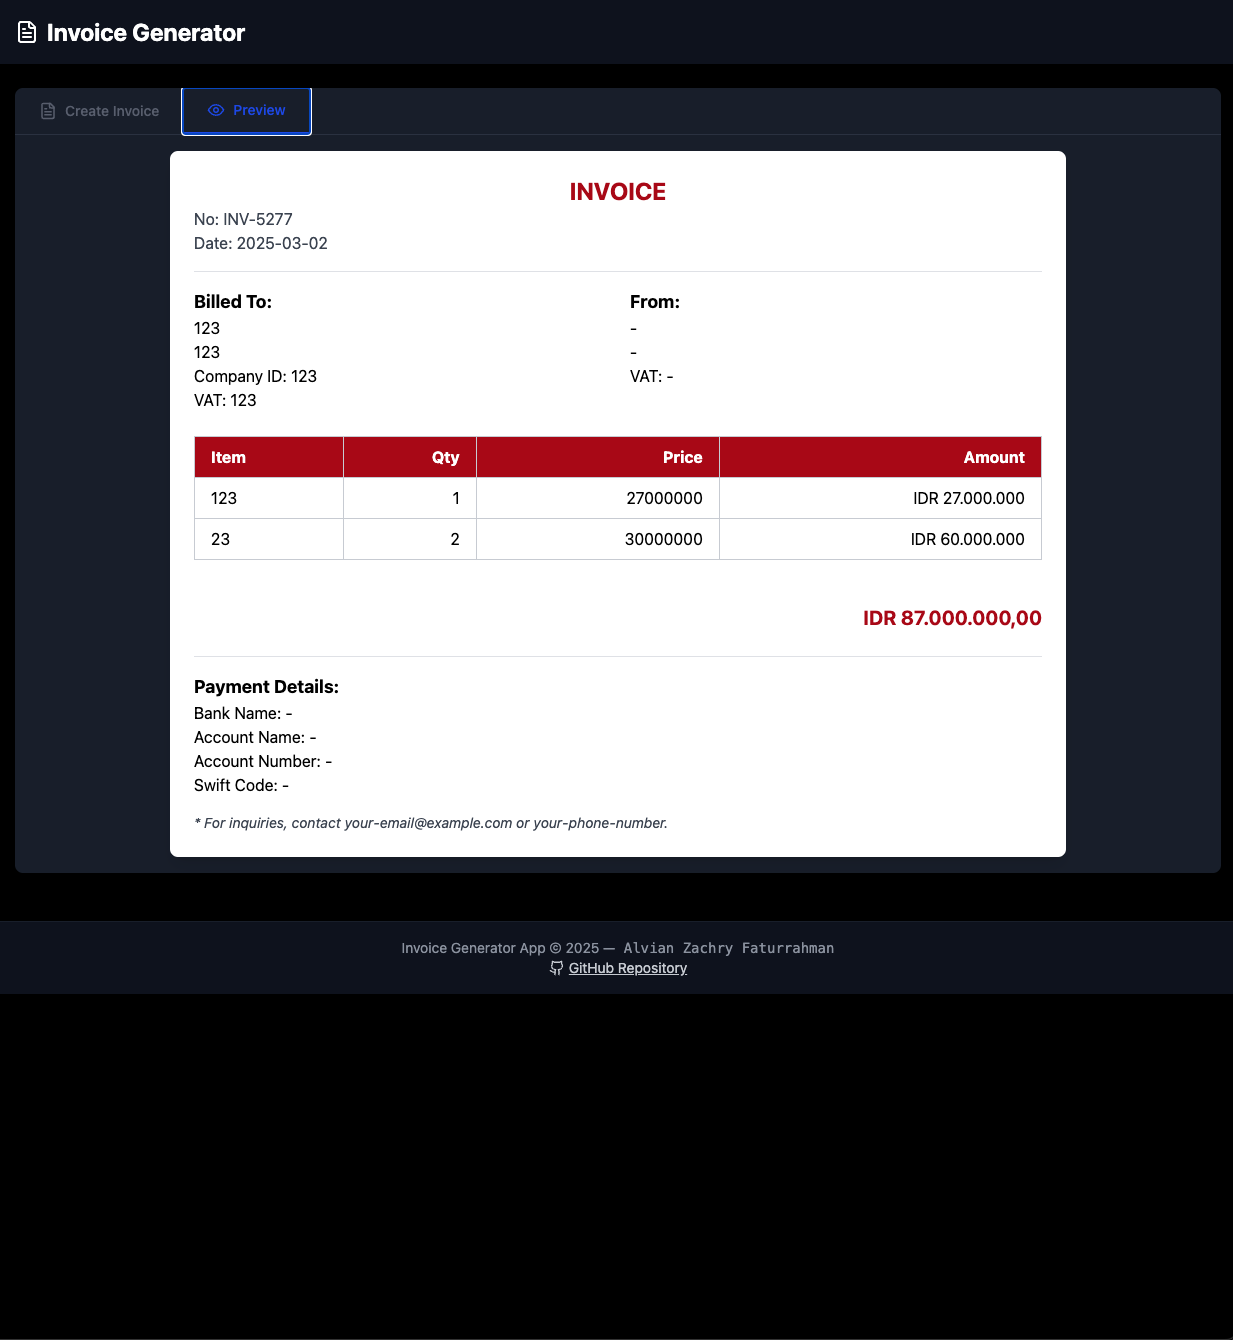 Invoice Generator
Create Invoice Preview
INVOICE
No: INV-5277
Date: 2025-03-02
Billed To:
123
123
Company ID: 123
VAT: 123
From:
-
-
VAT: -
Item Qty Price Amount
123 1 27000000 IDR 27.000.000
23 2 30000000 IDR 60.000.000
IDR 87.000.000,00
Payment Details:
Bank Name: -
Account Name: -
Account Number: -
Swift Code: -
* For inquiries, contact your-email@example.com or your-phone-number.
Invoice Generator App © 2025 — Alvian Zachry Faturrahman
GitHub Repository